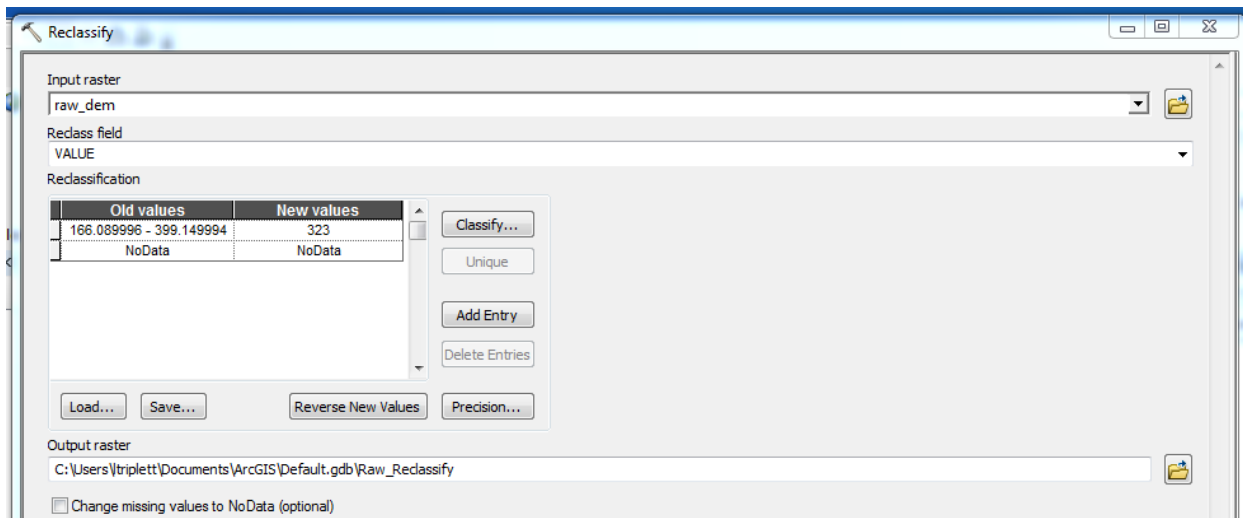 Reclassify
Input raster
raw_dem
Reclass field
VALUE
Reclassification
Old values New values
166.089996 - 399.149994 323
NoData NoData
Classify...
Unique
Add Entry
Delete Entries
Load... Save... Reverse New Values Precision...
Output raster
C:\Users\ltriplett\Documents\ArcGIS\Default.gdb\Raw_Reclassify
Change missing values to NoData (optional)